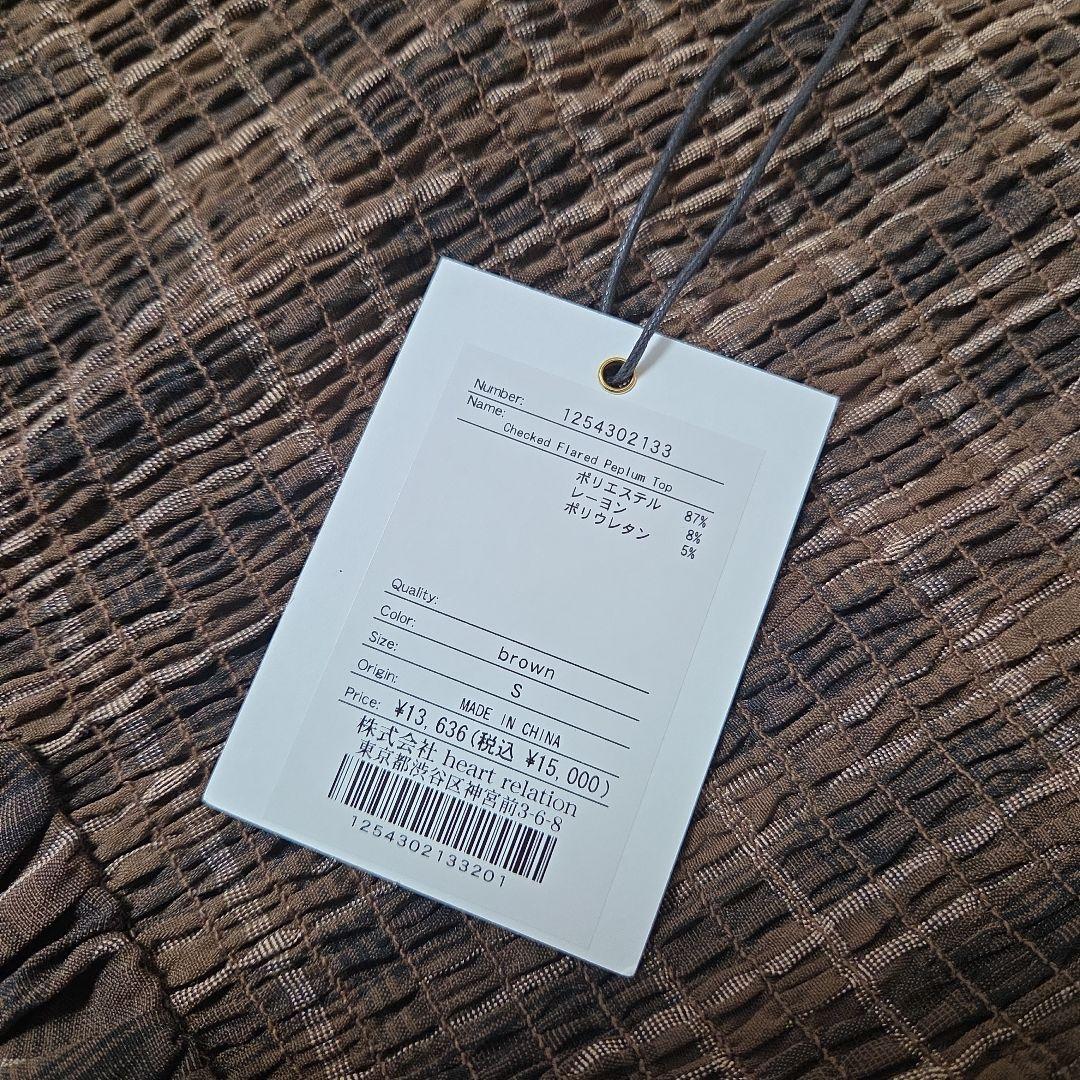 Number: 1254302133
Name: Checked Flared Peplum Top
ポリエステル 87%
レーヨン 8%
ポリウレタン 5%
Quality:
Color: brown
Size: S
Origin: MADE IN CHINA
Price: ¥13,636(税込 ¥15,000)
株式会社 heart relation
東京都渋谷区神宮前3-6-8
1254302133201